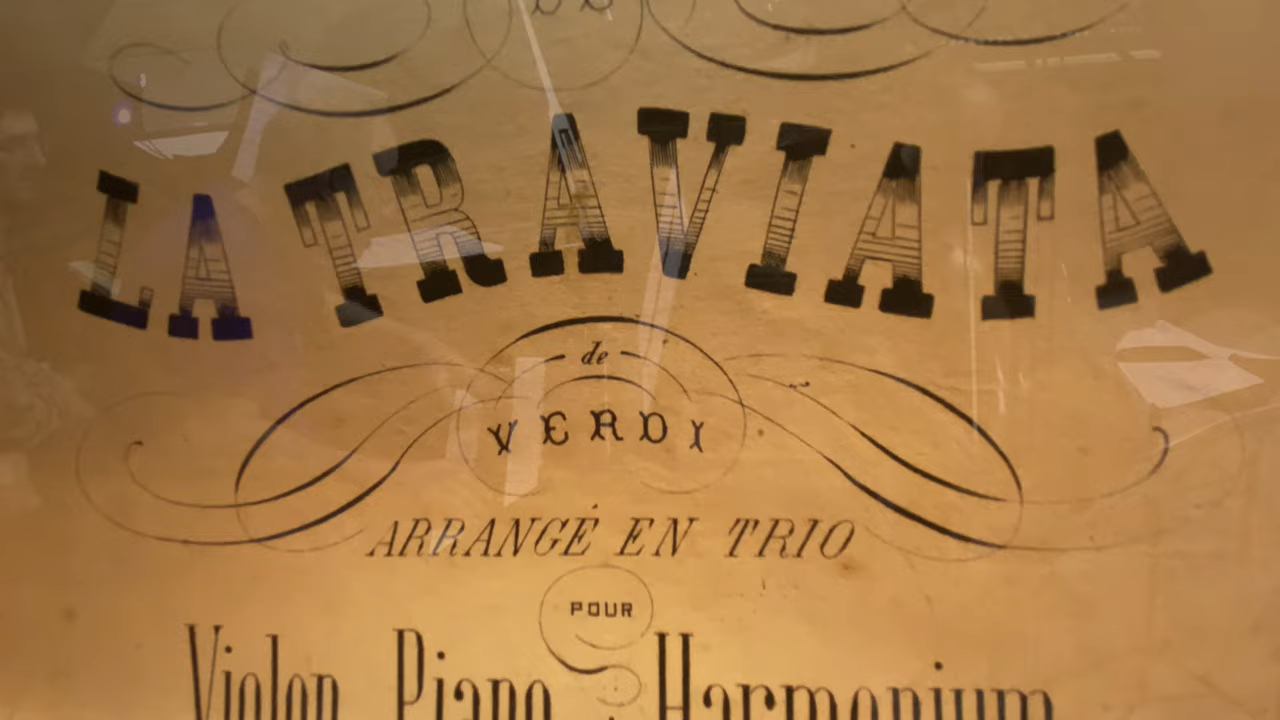 LA TRAVIATA
de
VERDI
ARRANGÉ EN TRIO
POUR
Violon Piano Harmonium